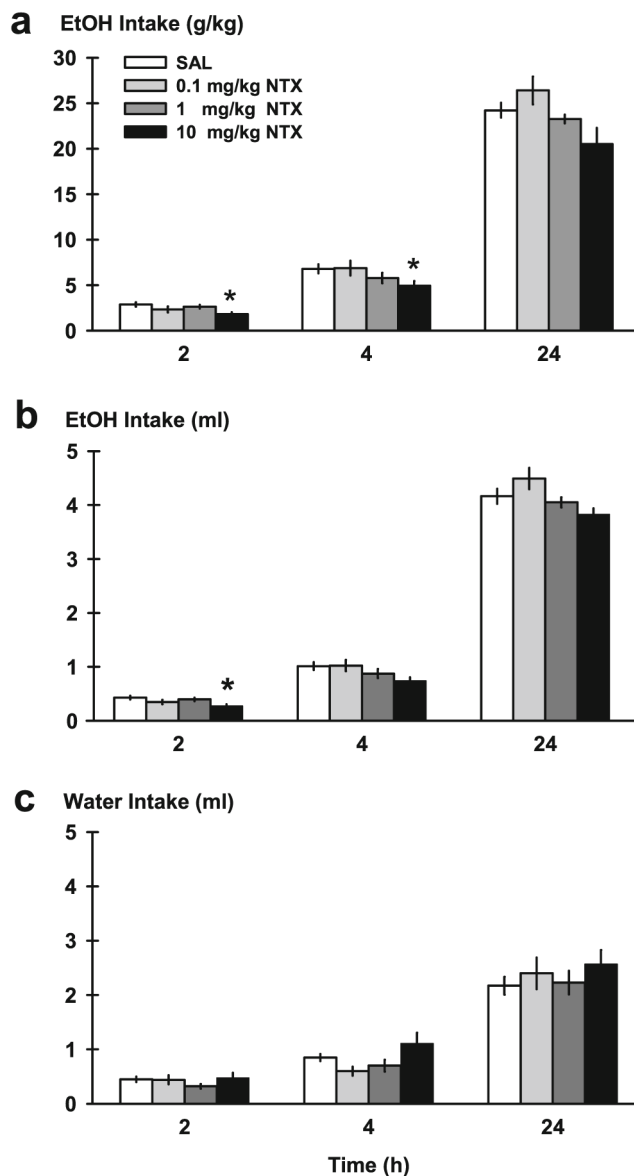 a EtOH Intake (g/kg)
30
25
20
15
10
5
0
SAL
0.1 mg/kg NTX
1 mg/kg NTX
10 mg/kg NTX
*
*
2 4 24
b EtOH Intake (ml)
5
4
3
2
1
0
*
2 4 24
c Water Intake (ml)
5
4
3
2
1
0
2 4 24
Time (h)